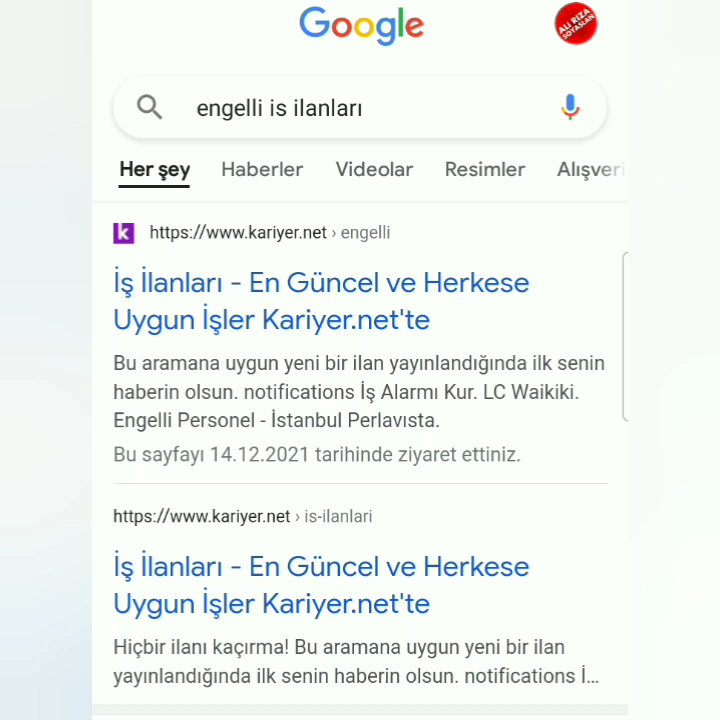 Google
ALİ RIZA
SOYASLAN
engelli is ilanları
Her şey Haberler Videolar Resimler Alışveri
k https://www.kariyer.net › engelli
İş İlanları - En Güncel ve Herkese
Uygun İşler Kariyer.net'te
Bu aramana uygun yeni bir ilan yayınlandığında ilk senin
haberin olsun. notifications İş Alarmı Kur. LC Waikiki.
Engelli Personel - İstanbul Perlavısta.
Bu sayfayı 14.12.2021 tarihinde ziyaret ettiniz.
https://www.kariyer.net › is-ilanlari
İş İlanları - En Güncel ve Herkese
Uygun İşler Kariyer.net'te
Hiçbir ilanı kaçırma! Bu aramana uygun yeni bir ilan
yayınlandığında ilk senin haberin olsun. notifications İ...